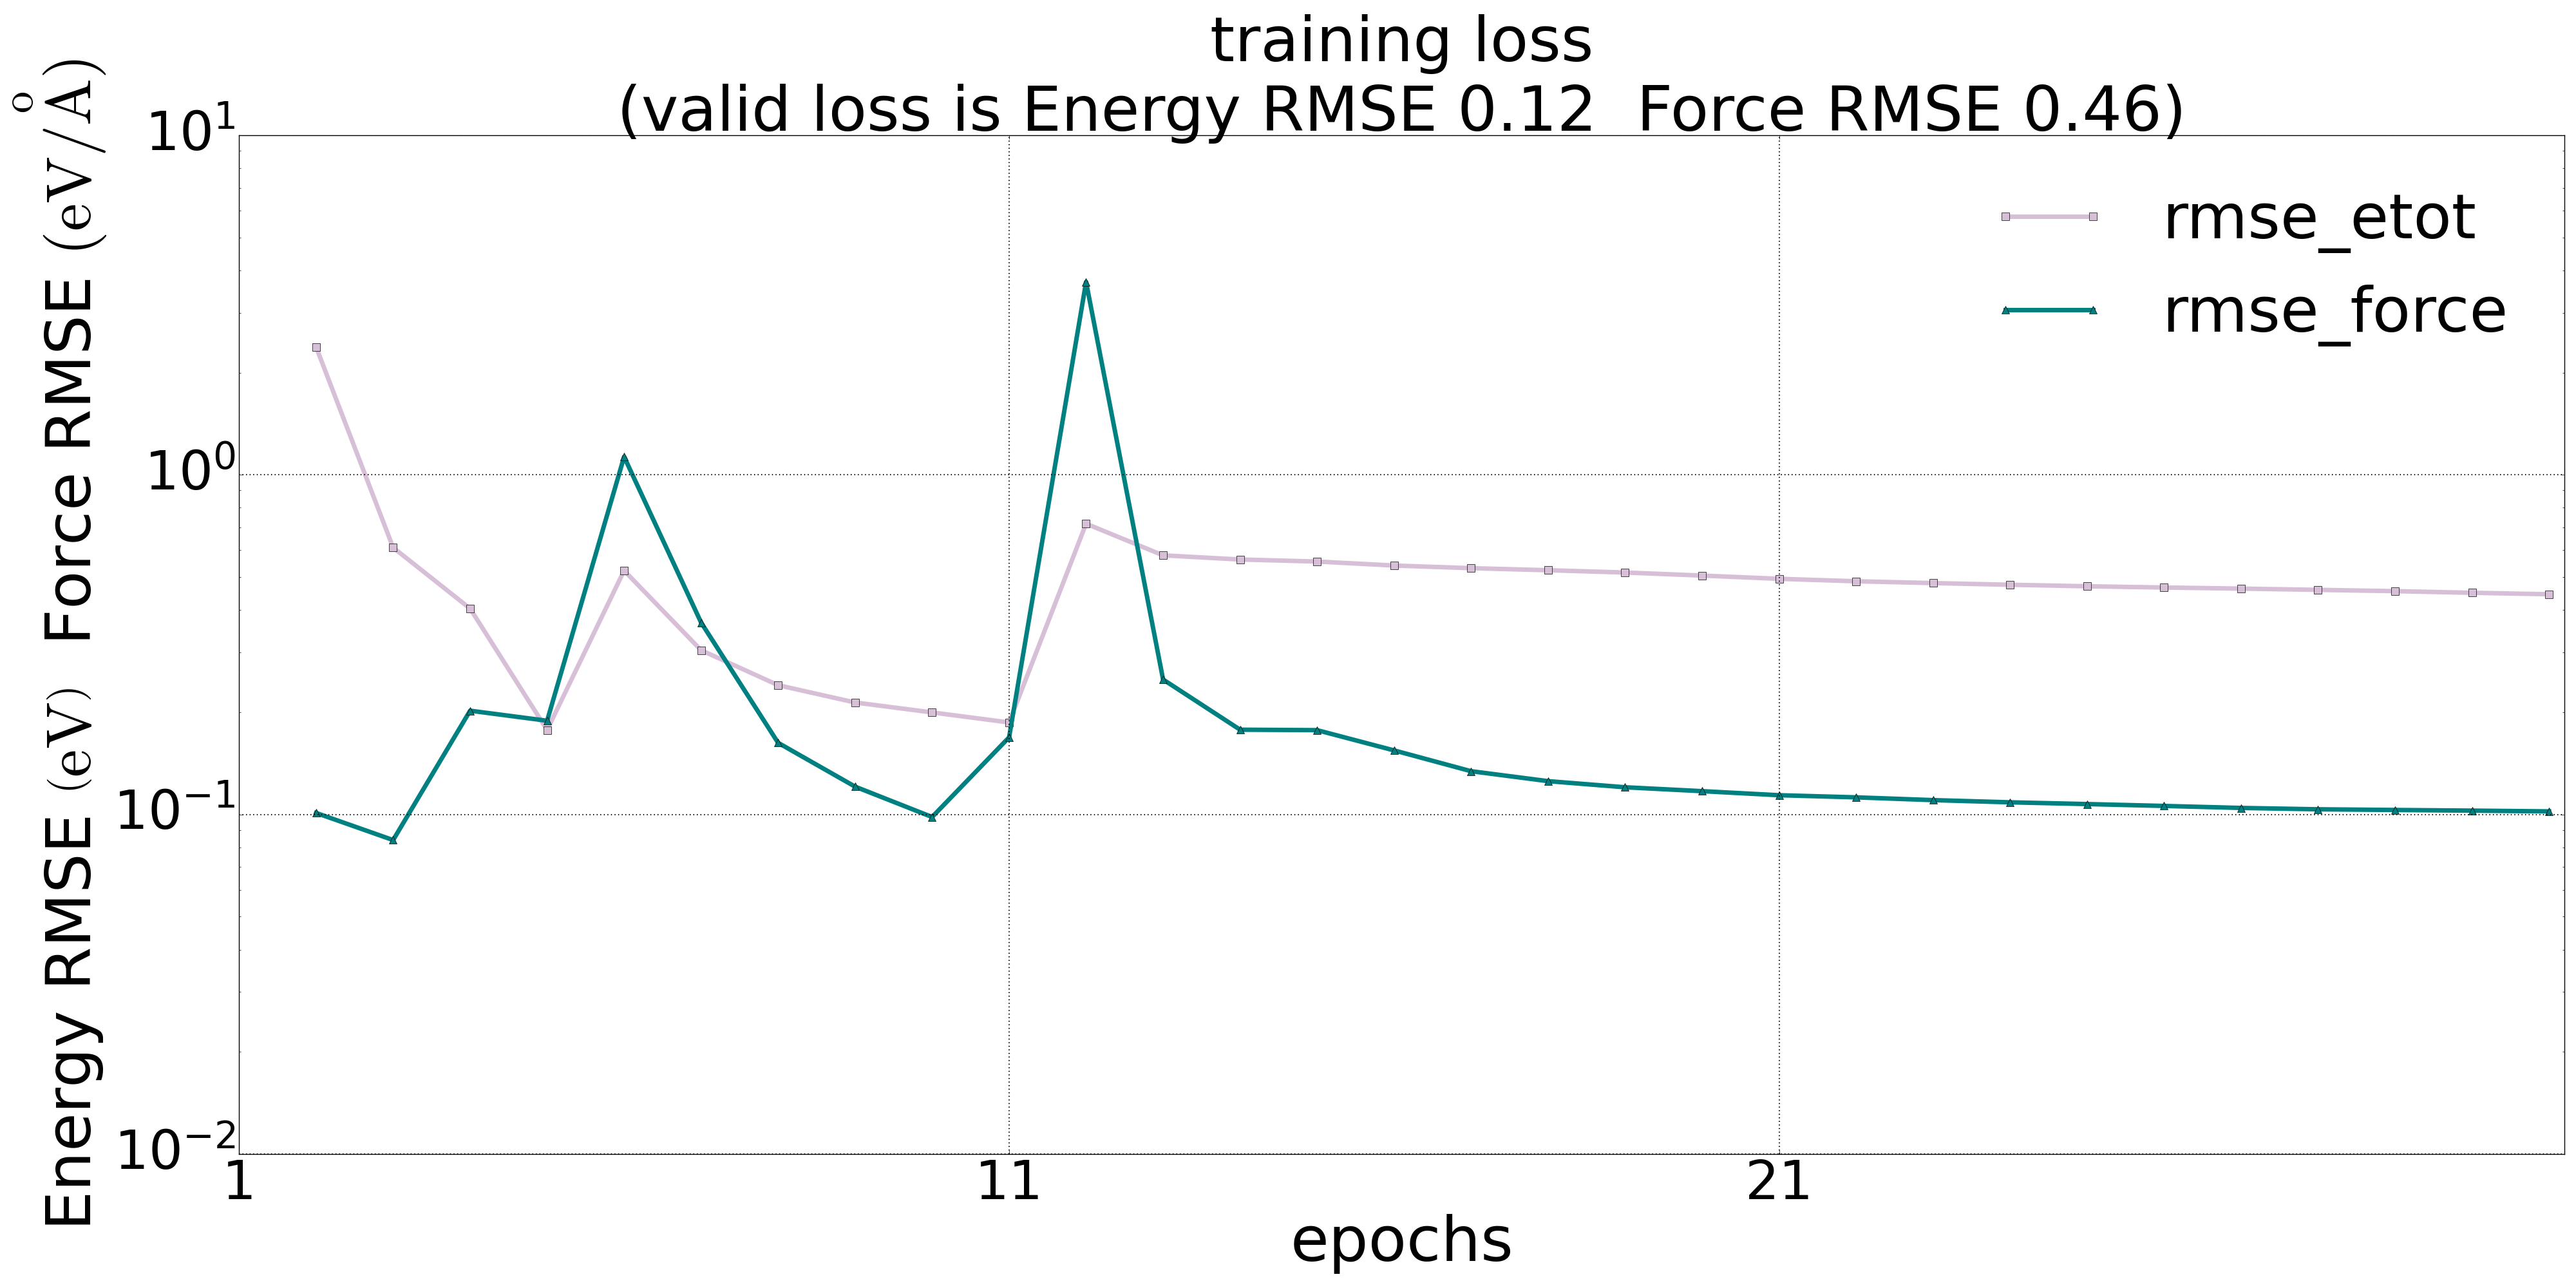 training loss
(valid loss is Energy RMSE 0.12  Force RMSE 0.46)
Energy RMSE (eV)  Force RMSE (eV/Å)
10¹
10⁰
10⁻¹
10⁻²
rmse_etot
rmse_force
1 11 21
epochs